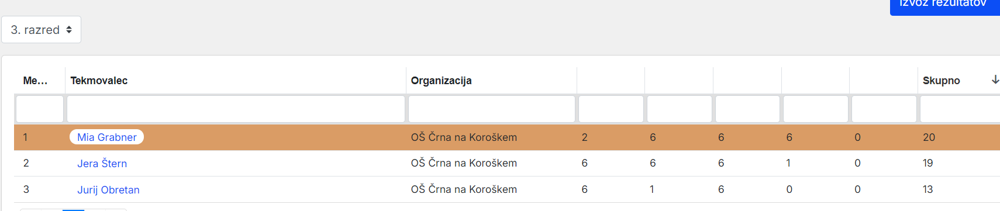 Izvoz rezultatov
3. razred
Me... Tekmovalec Organizacija Skupno
1 Mia Grabner OŠ Črna na Koroškem 2 6 6 6 0 20
2 Jera Štern OŠ Črna na Koroškem 6 6 6 1 0 19
3 Jurij Obretan OŠ Črna na Koroškem 6 1 6 0 0 13